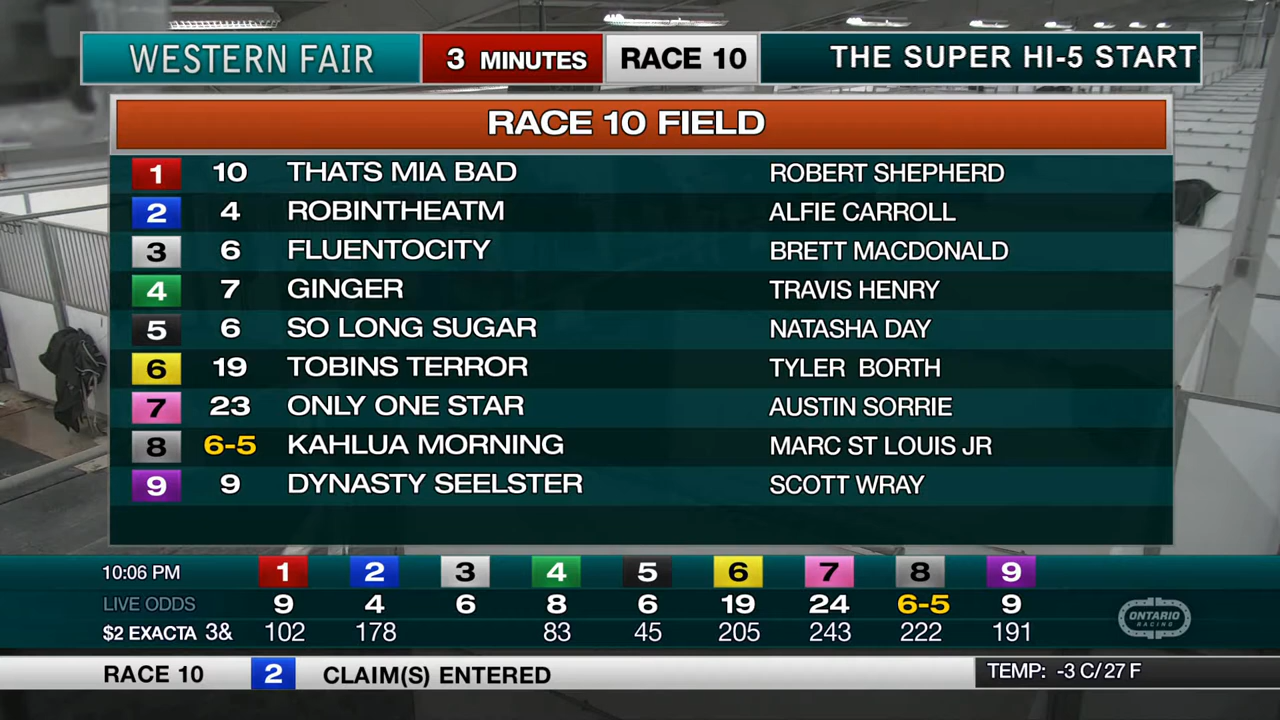 WESTERN FAIR 3 MINUTES RACE 10 THE SUPER HI-5 START
RACE 10 FIELD
1 10 THATS MIA BAD ROBERT SHEPHERD
2 4 ROBINTHEATM ALFIE CARROLL
3 6 FLUENTOCITY BRETT MACDONALD
4 7 GINGER TRAVIS HENRY
5 6 SO LONG SUGAR NATASHA DAY
6 19 TOBINS TERROR TYLER BORTH
7 23 ONLY ONE STAR AUSTIN SORRIE
8 6-5 KAHLUA MORNING MARC ST LOUIS JR
9 9 DYNASTY SEELSTER SCOTT WRAY
10:06 PM 1 2 3 4 5 6 7 8 9
LIVE ODDS 9 4 6 8 6 19 24 6-5 9
$2 EXACTA 3& 102 178 83 45 205 243 222 191
ONTARIO
RACING
RACE 10 2 CLAIM(S) ENTERED TEMP: -3 C/27 F